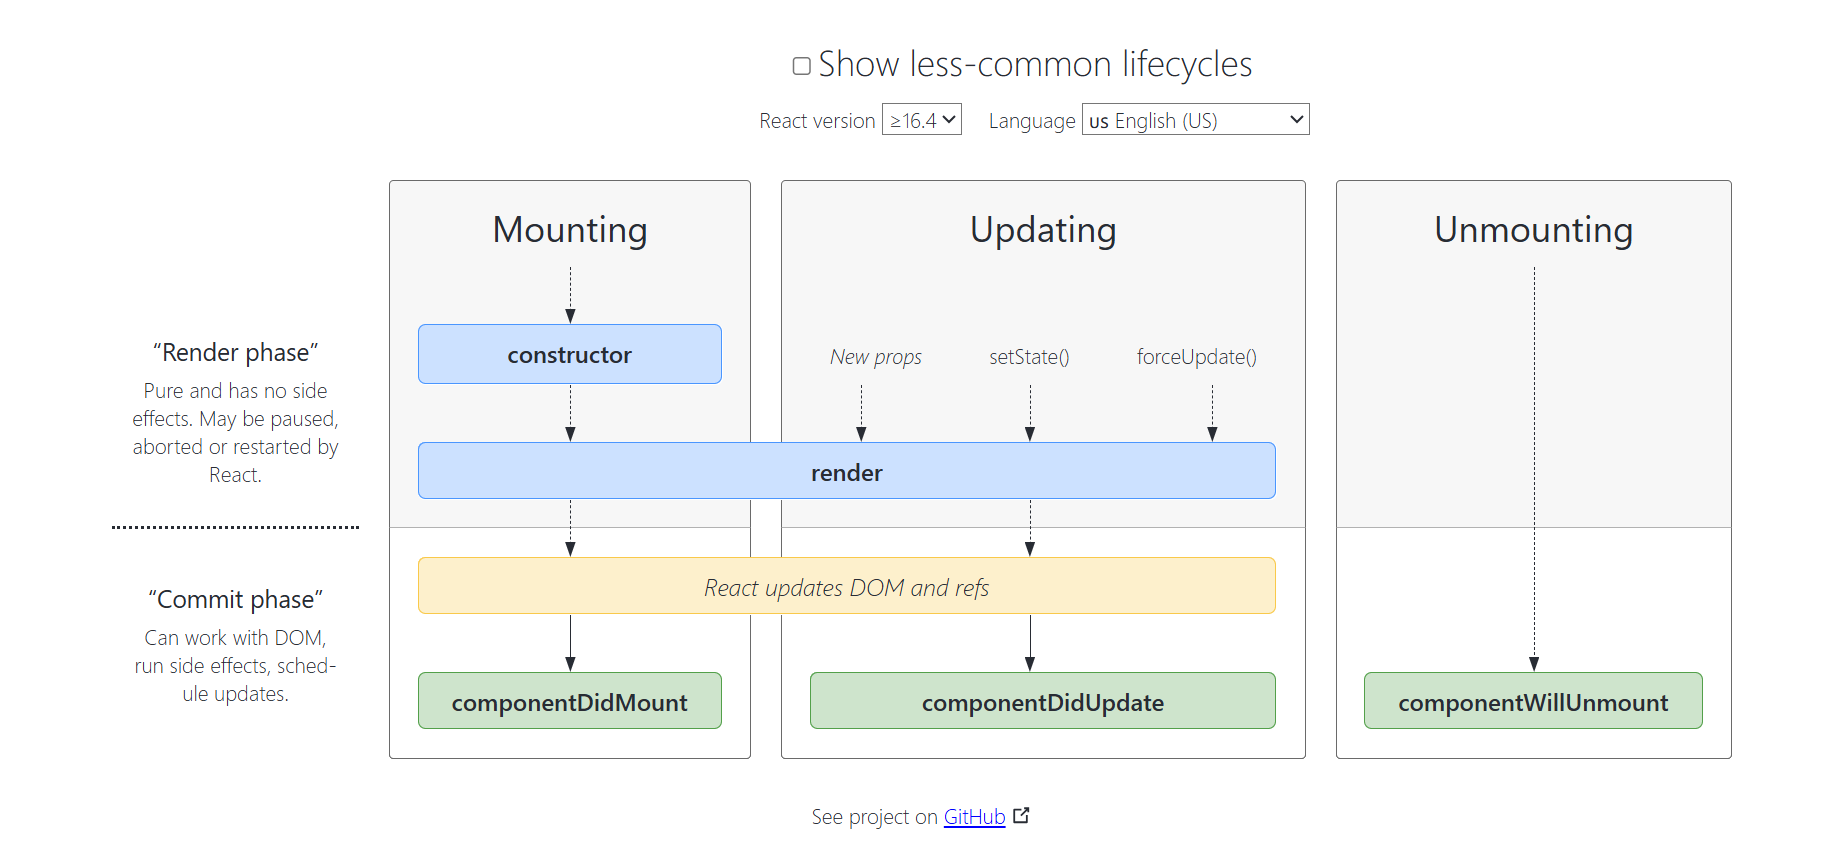 Show less-common lifecycles
React version ≥16.4 Language us English (US)
Mounting
Updating
Unmounting
“Render phase”
Pure and has no side
effects. May be paused,
aborted or restarted by
React.
constructor
New props
setState()
forceUpdate()
render
“Commit phase”
Can work with DOM,
run side effects, sched-
ule updates.
React updates DOM and refs
componentDidMount
componentDidUpdate
componentWillUnmount
See project on GitHub